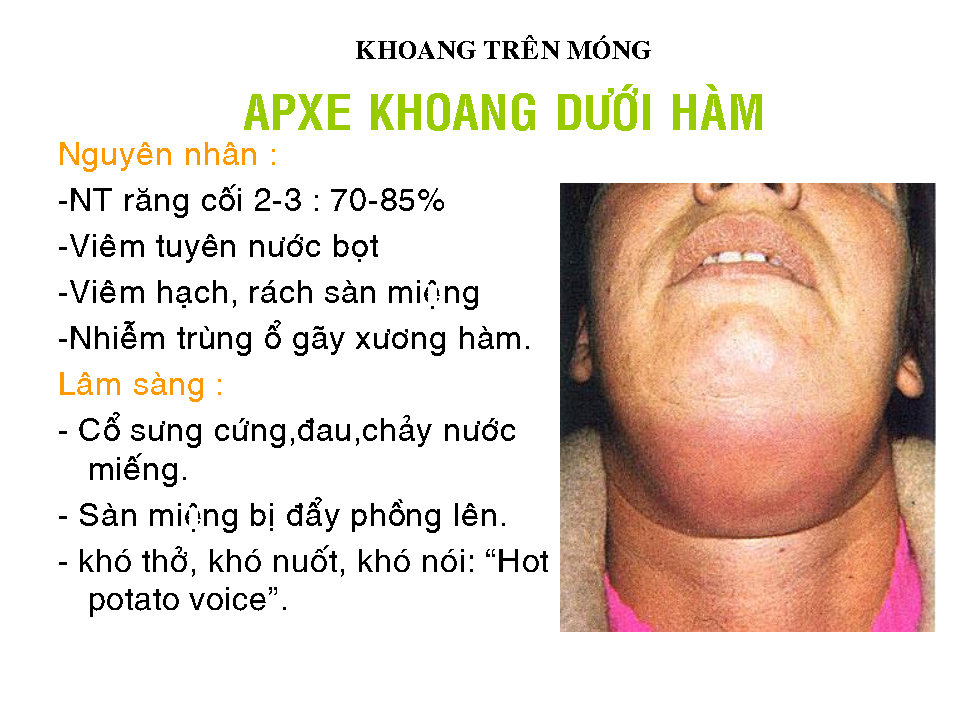 KHOANG TRÊN MÓNG
APXE KHOANG DƯỚI HÀM
Nguyên nhân :
-NT răng cối 2-3 : 70-85%
-Viêm tuyên nước bọt
-Viêm hạch, rách sàn miệng
-Nhiễm trùng ổ gãy xương hàm.
Lâm sàng :
- Cổ sưng cứng,đau,chảy nước
miếng.
- Sàn miệng bị đẩy phồng lên.
- khó thở, khó nuốt, khó nói: “Hot
potato voice”.